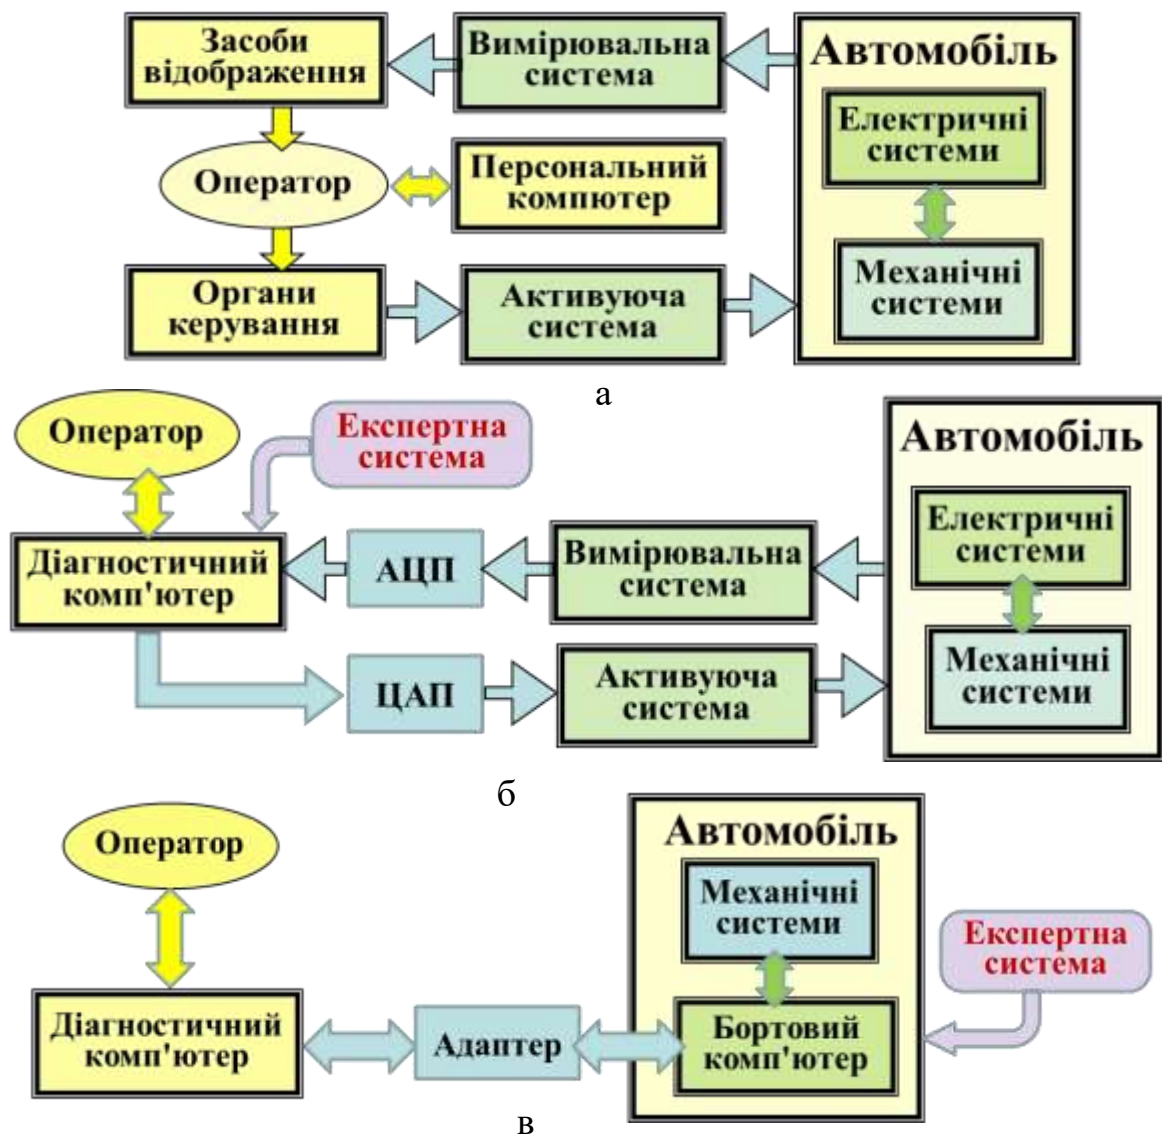 Засоби
відображення
Вимірювальна
система
Автомобіль
Електричні
системи
Оператор
Персональний
компютер
Механічні
системи
Органи
керування
Активуюча
система
а
Оператор
Експертна
система
Автомобіль
Електричні
системи
Діагностичний
комп'ютер
АЦП
Вимірювальна
система
Механічні
системи
ЦАП
Активуюча
система
б
Оператор
Автомобіль
Механічні
системи
Експертна
система
Діагностичний
комп'ютер
Адаптер
Бортовий
комп'ютер
в